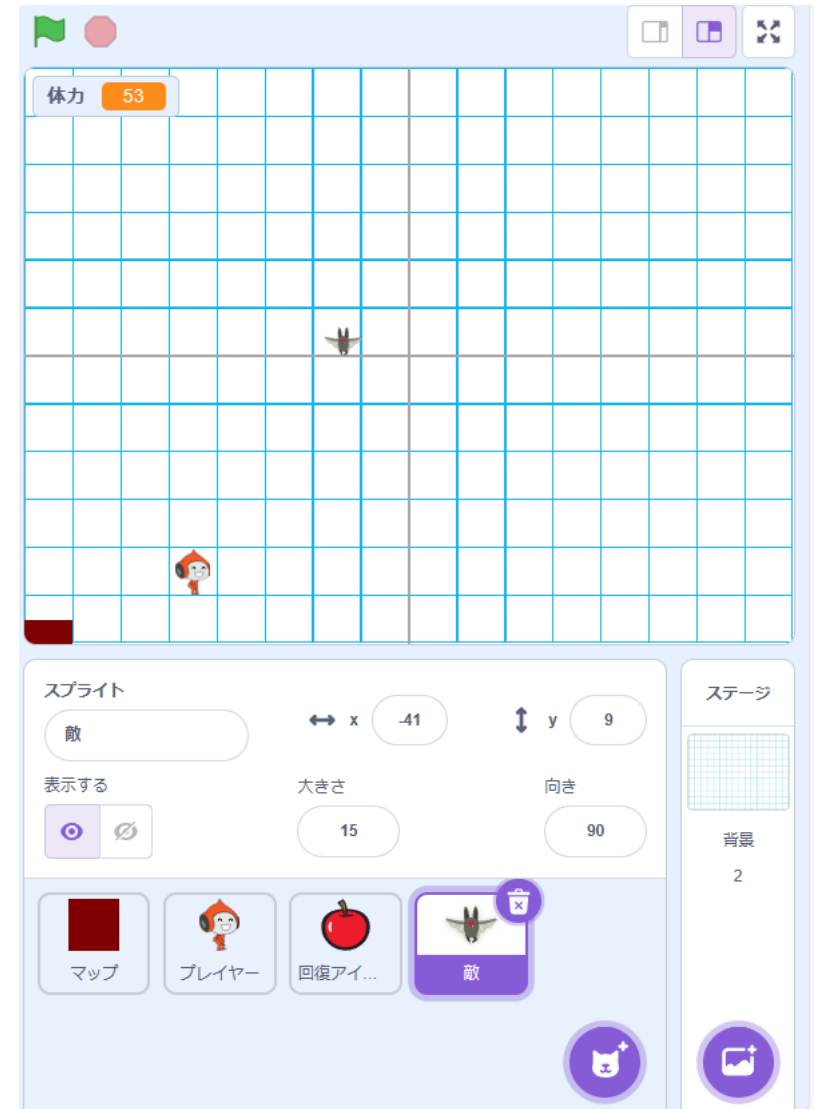 体力 53
スプライト
敵
x -41
y 9
ステージ
表示する
大きさ
向き
15
90
背景
2
マップ
プレイヤー
回復アイ...
敵